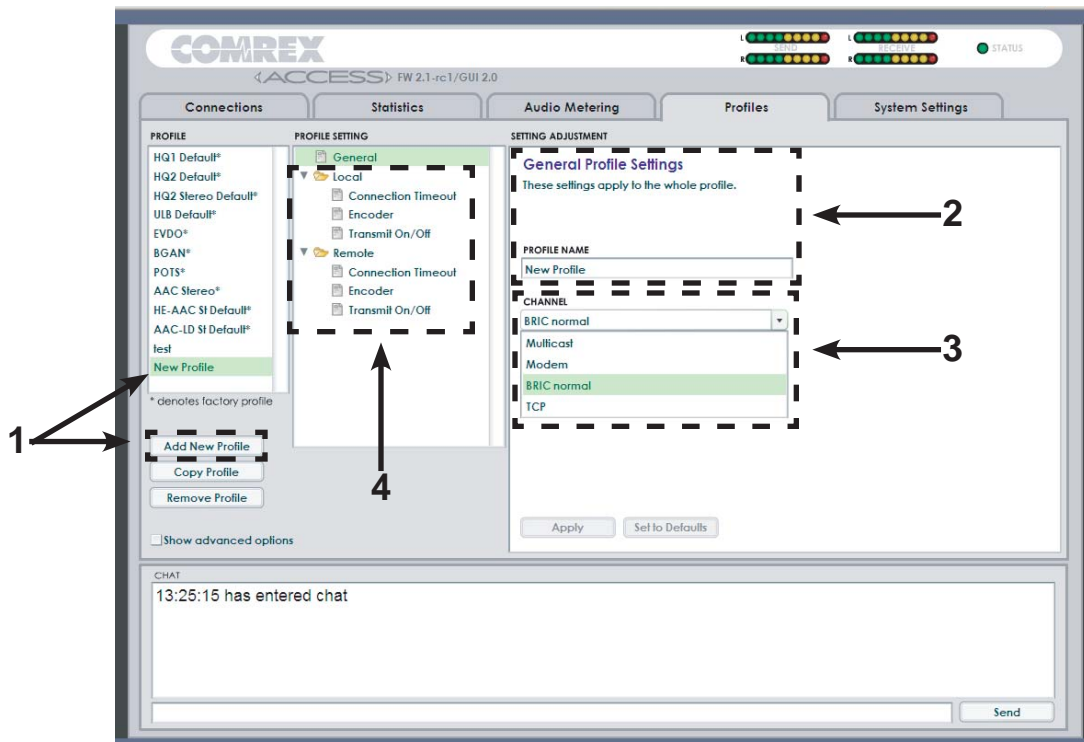 COMREX
ACCESS FW 2.1-rc1/GUI 2.0
L
SEND
R
L
RECEIVE
R
STATUS
Connections
Statistics
Audio Metering
Profiles
System Settings
PROFILE
HQ1 Default*
HQ2 Default*
HQ2 Stereo Default*
ULB Default*
EVDO*
BGAN*
POTS*
AAC Stereo*
HE-AAC St Default*
AAC-LD St Default*
test
New Profile
* denotes factory profile
1
Add New Profile
Copy Profile
Remove Profile
Show advanced options
PROFILE SETTING
General
Local
Connection Timeout
Encoder
Transmit On/Off
Remote
Connection Timeout
Encoder
Transmit On/Off
4
SETTING ADJUSTMENT
General Profile Settings
These settings apply to the whole profile.
2
PROFILE NAME
New Profile
CHANNEL
BRIC normal
Multicast
Modem
BRIC normal
TCP
3
Apply
Set to Defaults
CHAT
13:25:15 has entered chat
Send